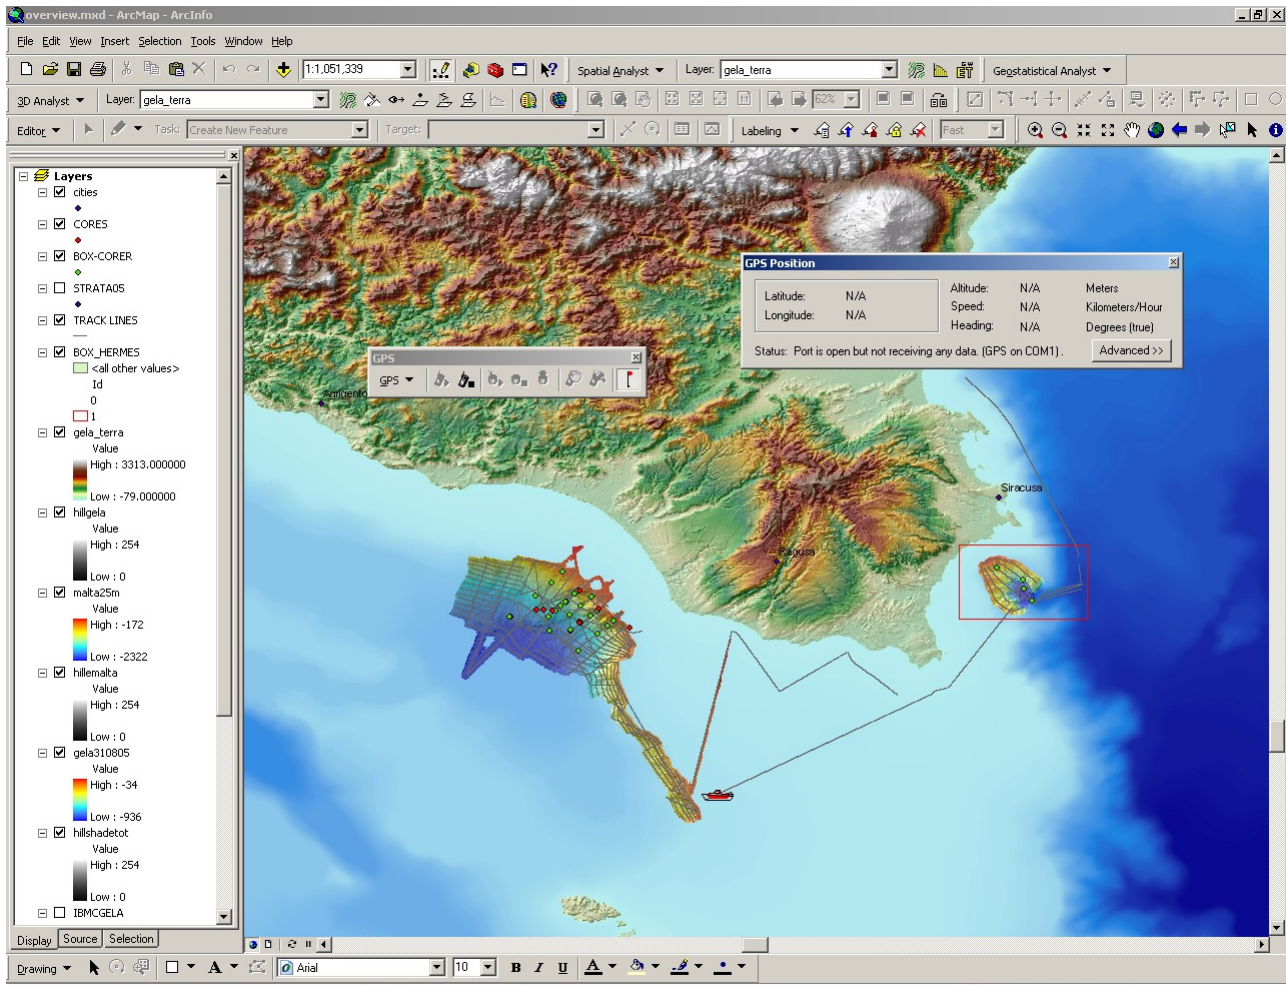 overview.mxd - ArcMap - ArcInfo
File Edit View Insert Selection Tools Window Help
1:1,051,339 Spatial Analyst Layer: gela_terra Geostatistical Analyst
3D Analyst Layer: gela_terra 62%
Editor Task: Create New Feature Target: Labeling Fast
Layers
cities
CORES
BOX-CORER
STRATA05
TRACK LINES
BOX_HERMES
<all other values>
Id
0
1
gela_terra
Value
High : 3313.000000
Low : -79.000000
hillgela
Value
High : 254
Low : 0
malta25m
Value
High : -172
Low : -2322
hillemalta
Value
High : 254
Low : 0
gela310805
Value
High : -34
Low : -936
hillshadetot
Value
High : 254
Low : 0
IBMCGELA
Display Source Selection
GPS Position
Latitude: N/A
Longitude: N/A
Altitude: N/A Meters
Speed: N/A Kilometers/Hour
Heading: N/A Degrees (true)
Status: Port is open but not receiving any data. (GPS on COM1) .
Advanced >>
GPS
GPS
Agrigento
Siracusa
Ragusa
Drawing A Arial 10 B I U A